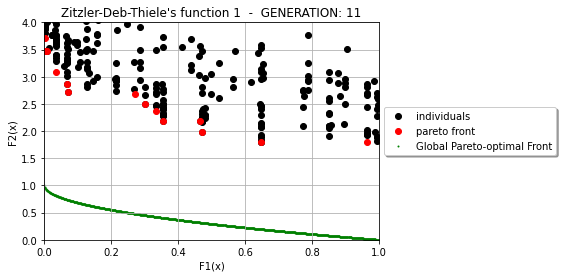 Zitzler-Deb-Thiele's function 1 - GENERATION: 11
4.0
3.5
3.0
2.5
2.0
1.5
1.0
0.5
0.0
F2(x)
0.0 0.2 0.4 0.6 0.8 1.0
F1(x)
individuals
pareto front
Global Pareto-optimal Front